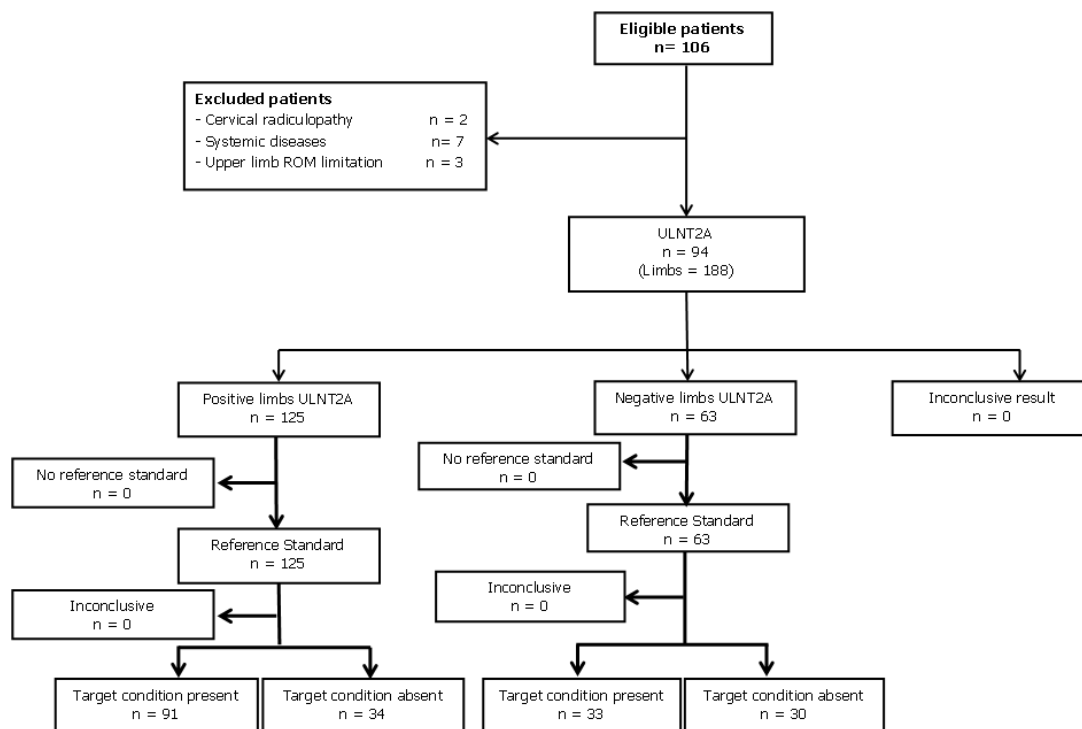 Eligible patients
n= 106
Excluded patients
- Cervical radiculopathy n = 2
- Systemic diseases n= 7
- Upper limb ROM limitation n = 3
ULNT2A
n = 94
(Limbs = 188)
Positive limbs ULNT2A
n = 125
Negative limbs ULNT2A
n = 63
Inconclusive result
n = 0
No reference standard
n = 0
No reference standard
n = 0
Reference Standard
n = 125
Reference Standard
n = 63
Inconclusive
n = 0
Inconclusive
n = 0
Target condition present
n = 91
Target condition absent
n = 34
Target condition present
n = 33
Target condition absent
n = 30